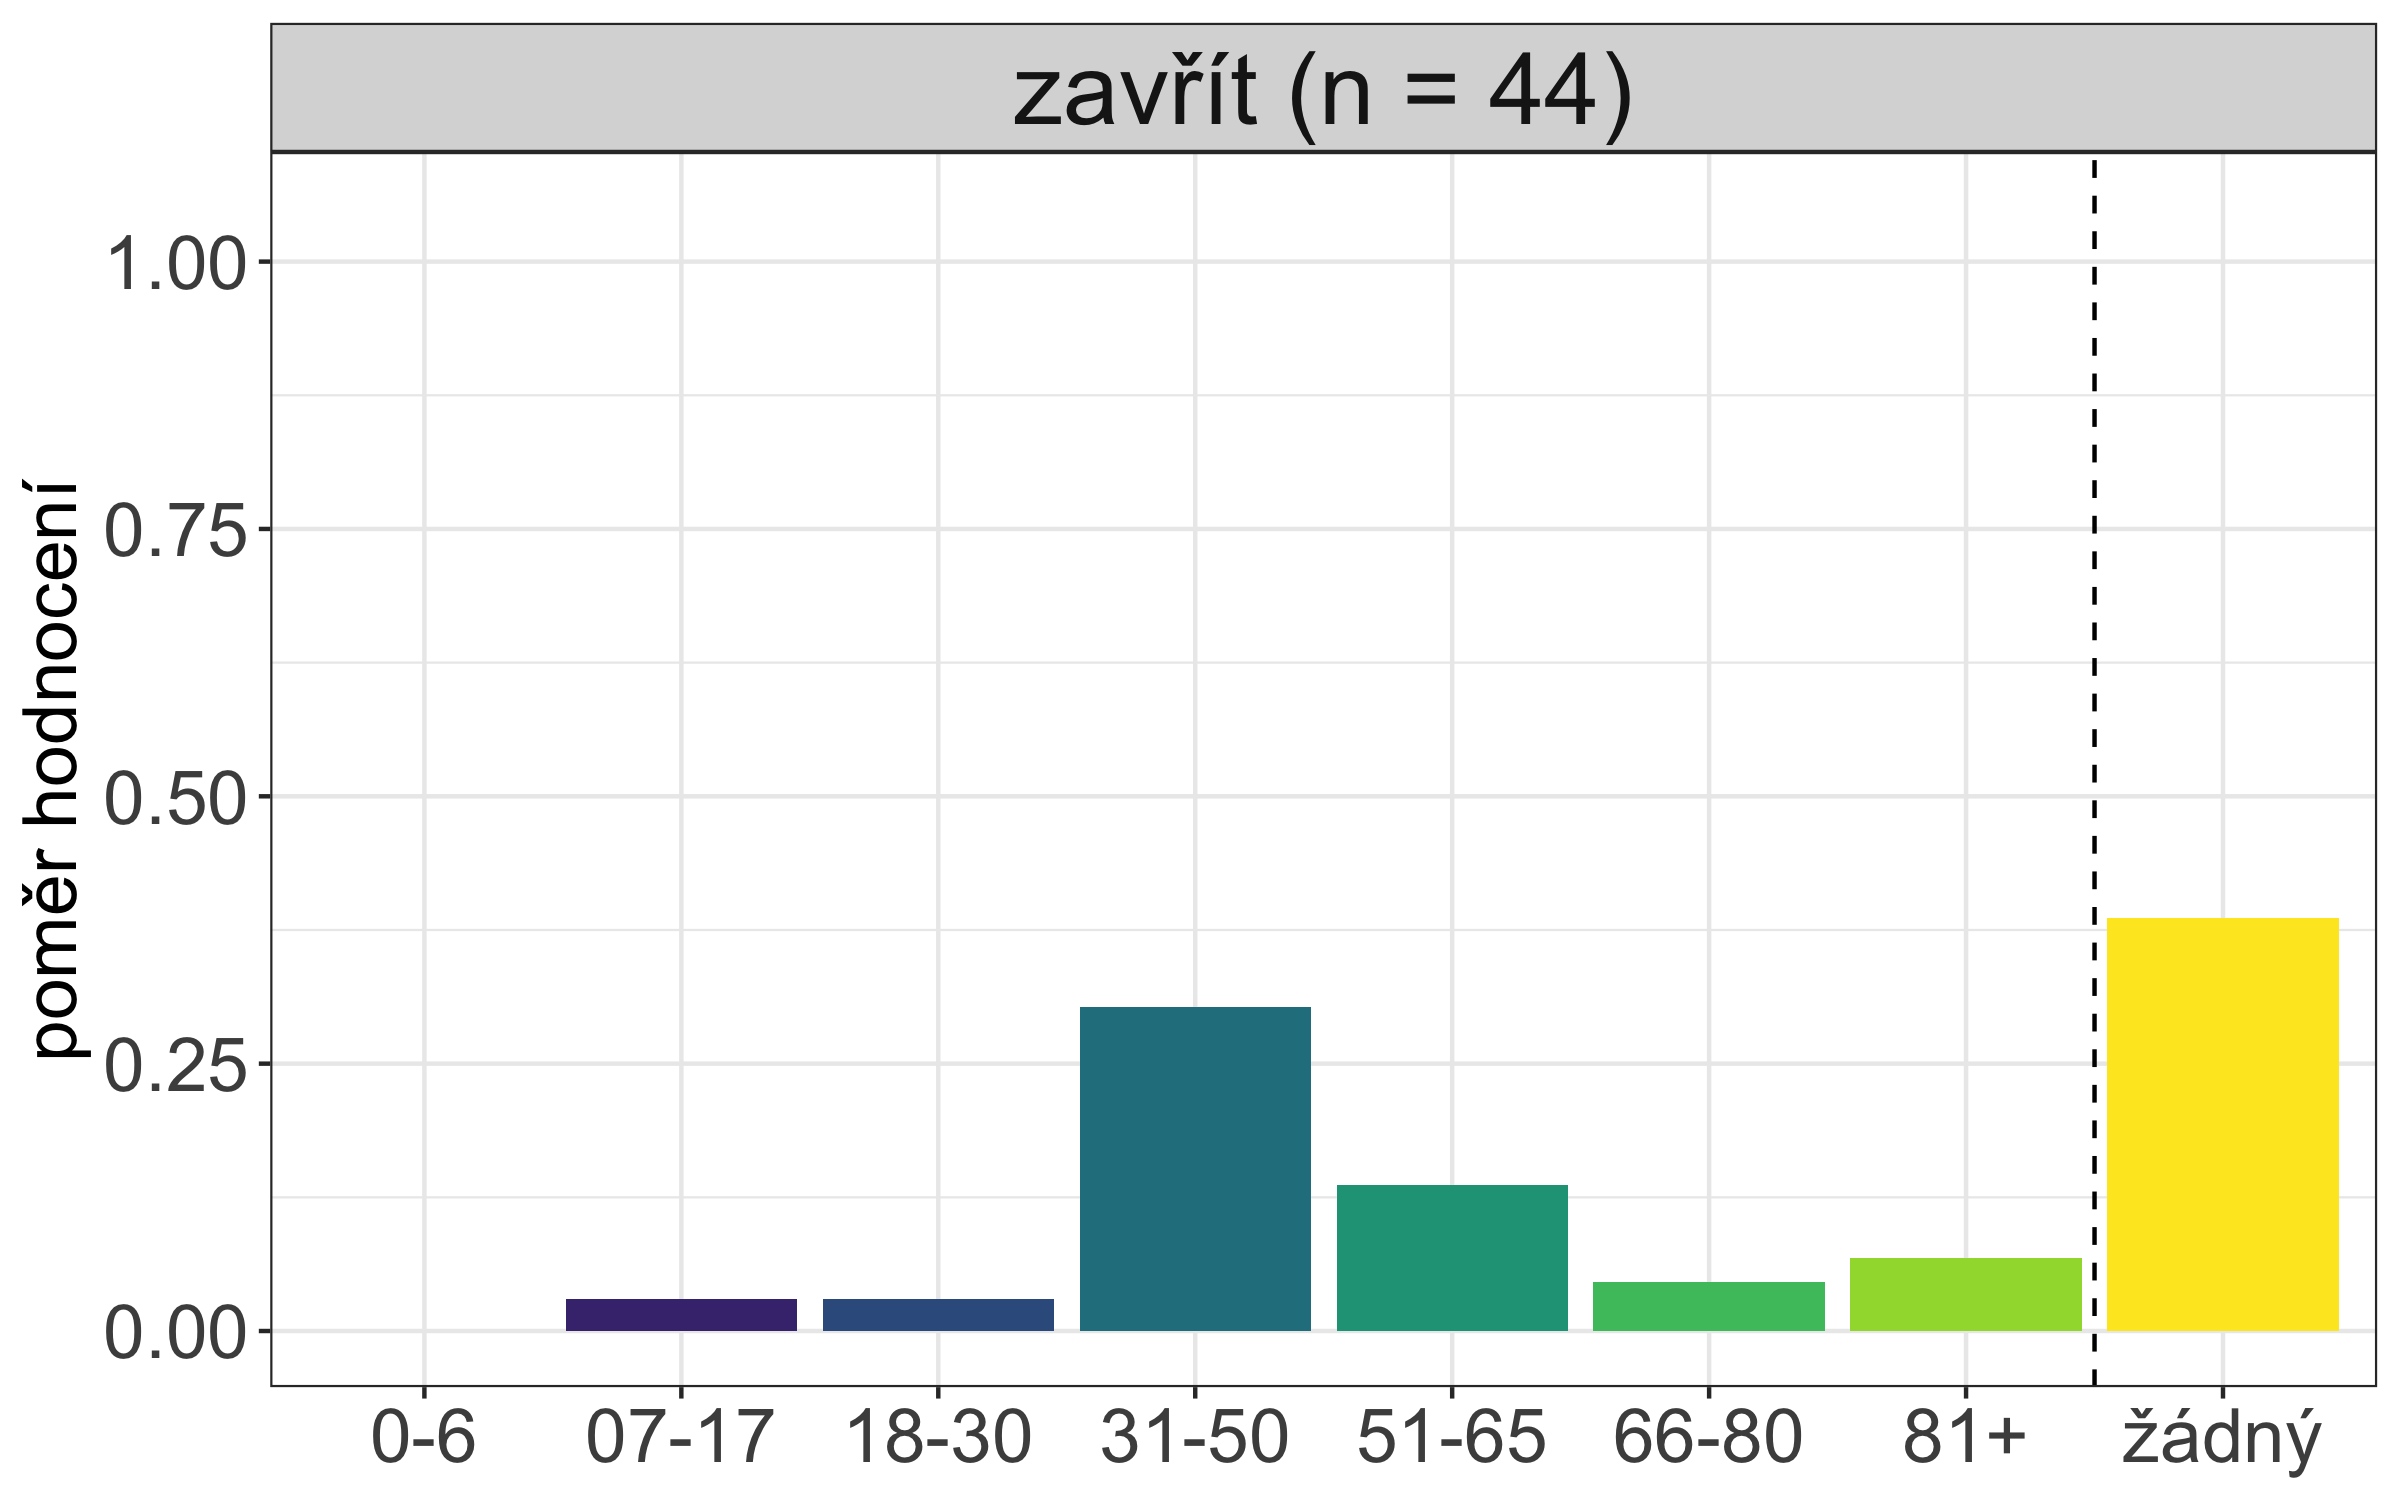 zavřít (n = 44)
poměr hodnocení
1.00
0.75
0.50
0.25
0.00
0-6 07-17 18-30 31-50 51-65 66-80 81+ žádný